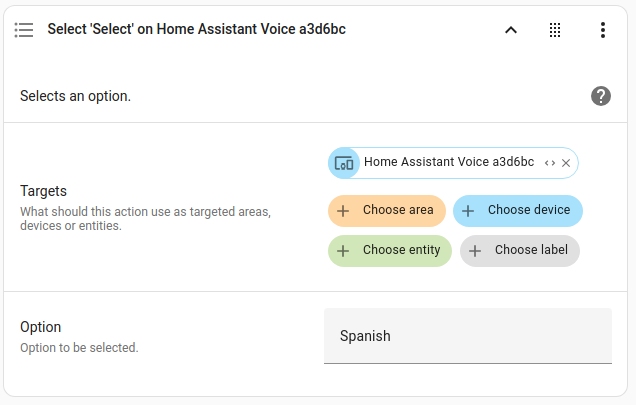 Select 'Select' on Home Assistant Voice a3d6bc
Selects an option.
Targets
What should this action use as targeted areas,
devices or entities.
Home Assistant Voice a3d6bc
Choose area
Choose device
Choose entity
Choose label
Option
Option to be selected.
Spanish